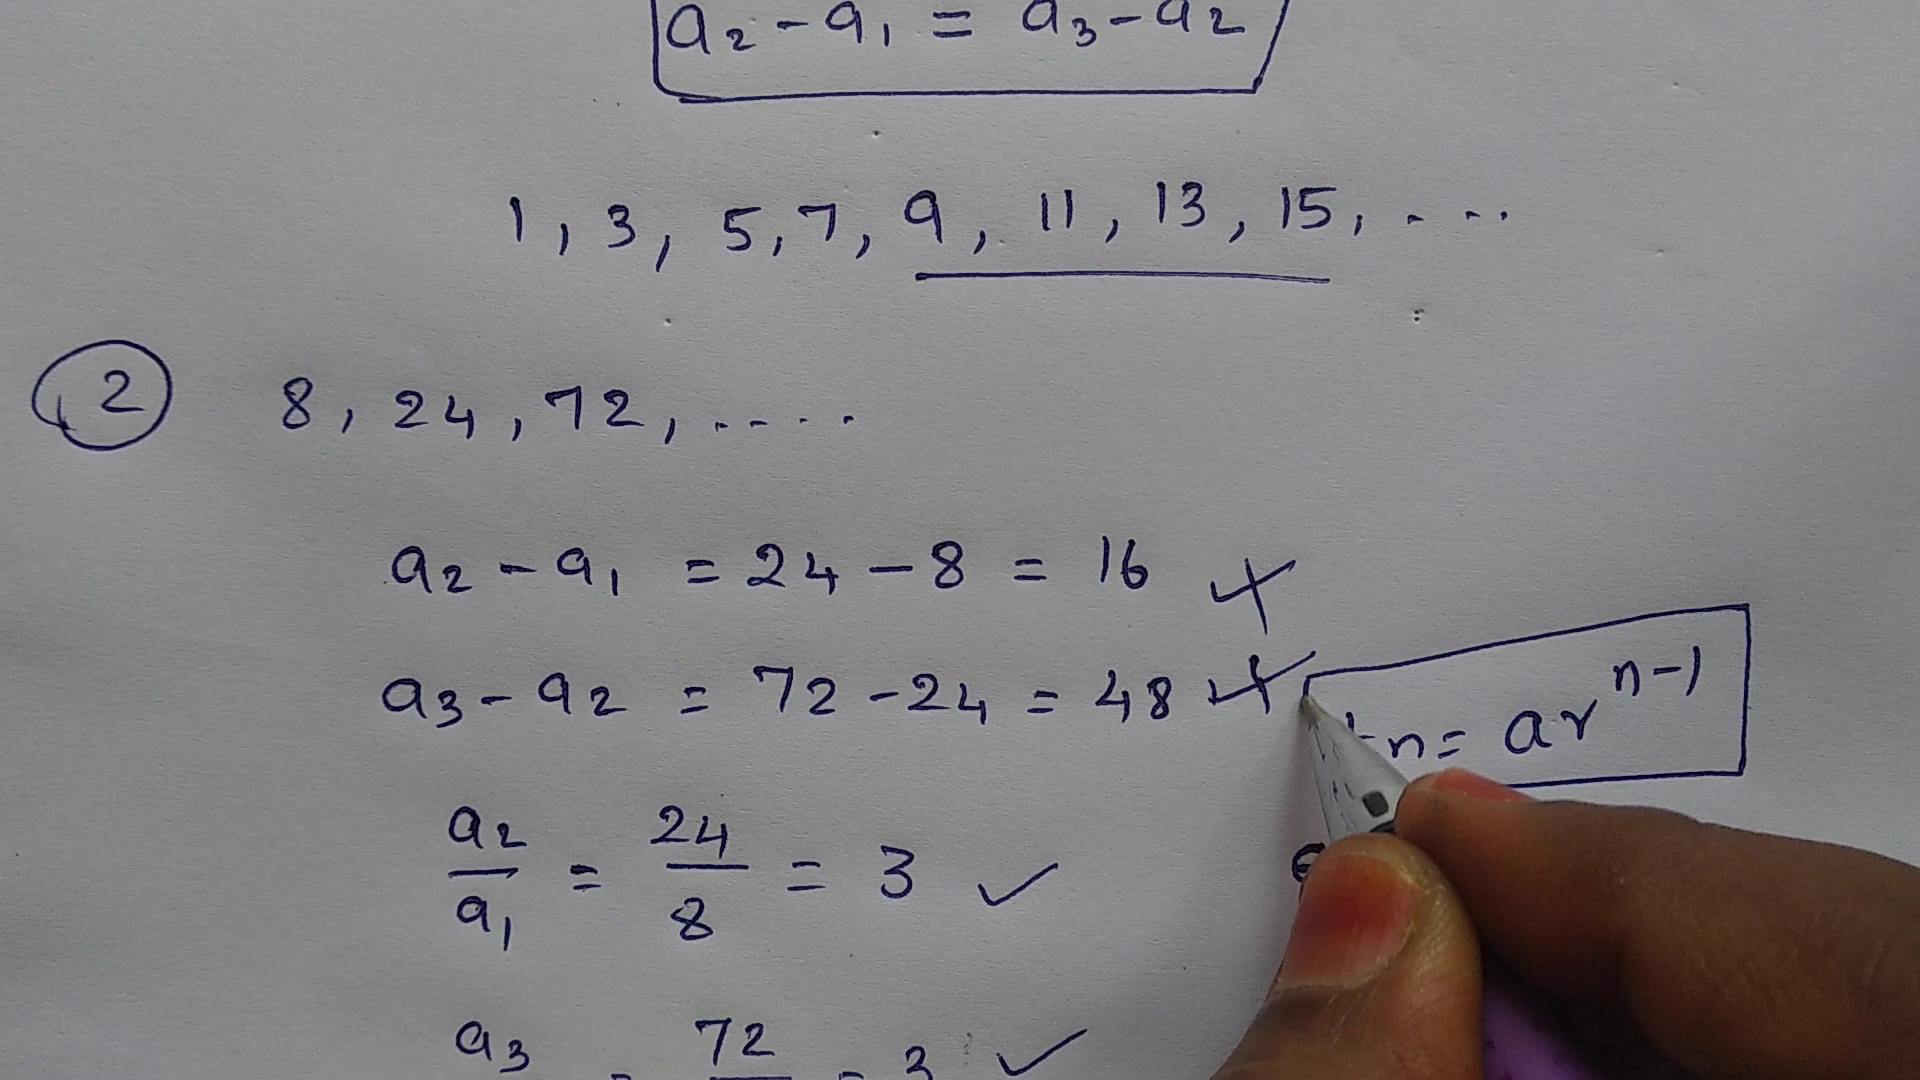 a₂ - a₁ = a₃ - a₂
1, 3, 5, 7, 9, 11, 13, 15, ....
2 8, 24, 72, ....
a₂ - a₁ = 24 - 8 = 16 ✗
a₃ - a₂ = 72 - 24 = 48 ✗
tn = ar^(n-1)
a₂/a₁ = 24/8 = 3 ✓
a₃ = 72 = 3 ✓